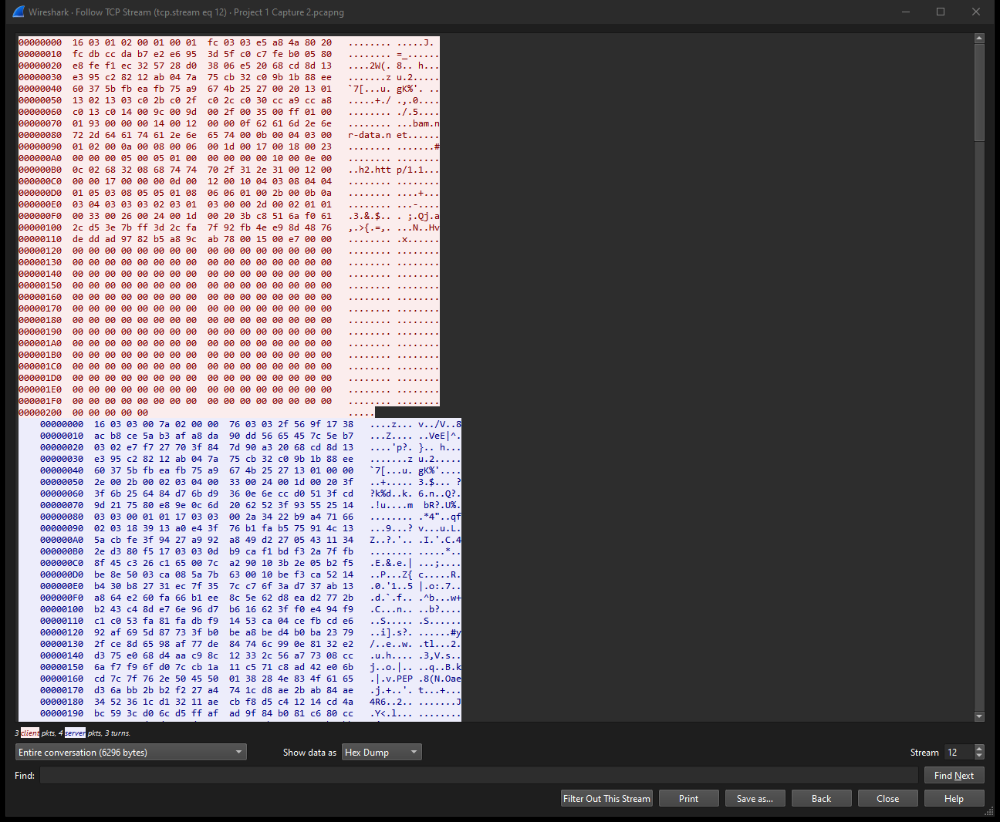 Wireshark · Follow TCP Stream (tcp.stream eq 12) · Project 1 Capture 2.pcapng
00000000 16 03 01 02 00 01 00 01 fc 03 03 e5 a8 4a 80 20 ........ .....J. 
00000010 fc db cc da b7 e2 e6 95 3d 5f c0 c7 fe b0 05 80 ........ =_......
00000020 e8 fe f1 ec 32 57 28 d0 38 06 e5 20 68 cd 8d 13 ....2W(. 8.. h...
00000030 e3 95 c2 82 12 ab 04 7a 75 cb 32 c0 9b 1b 88 ee .......z u.2.....
00000040 60 37 5b fb ea fb 75 a9 67 4b 25 27 00 20 13 01 `7[...u. gK%'. ..
00000050 13 02 13 03 c0 2b c0 2f c0 2c c0 30 cc a9 cc a8 .....+./ .,.0....
00000060 c0 13 c0 14 00 9c 00 9d 00 2f 00 35 00 ff 01 00 ........ ./.5....
00000070 01 93 00 00 00 14 00 12 00 00 0f 62 61 6d 2e 6e ........ ...bam.n
00000080 72 2d 64 61 74 61 2e 6e 65 74 00 0b 00 04 03 00 r-data.n et......
00000090 01 02 00 0a 00 08 00 06 00 1d 00 17 00 18 00 23 ........ .......#
000000A0 00 00 00 05 00 05 01 00 00 00 00 00 10 00 0e 00 ........ ........
000000B0 0c 02 68 32 08 68 74 74 70 2f 31 2e 31 00 12 00 ..h2.htt p/1.1...
000000C0 00 00 17 00 00 00 0d 00 12 00 10 04 03 08 04 04 ........ ........
000000D0 01 05 03 08 05 05 01 08 06 06 01 00 2b 00 0b 0a ........ ....+...
000000E0 03 04 03 03 03 02 03 01 03 00 00 2d 00 02 01 01 ........ ...-....
000000F0 00 33 00 26 00 24 00 1d 00 20 3b c8 51 6a f0 61 .3.&.$.. . ;.Qj.a
00000100 2c d5 3e 7b ff 3d 2c fa 7f 92 fb 4e e9 8d 48 76 ,.>{.=,. ...N..Hv
00000110 de dd ad 97 82 b5 a8 9c ab 78 00 15 00 e7 00 00 ........ .x......
00000120 00 00 00 00 00 00 00 00 00 00 00 00 00 00 00 00 ........ ........
00000130 00 00 00 00 00 00 00 00 00 00 00 00 00 00 00 00 ........ ........
00000140 00 00 00 00 00 00 00 00 00 00 00 00 00 00 00 00 ........ ........
00000150 00 00 00 00 00 00 00 00 00 00 00 00 00 00 00 00 ........ ........
00000160 00 00 00 00 00 00 00 00 00 00 00 00 00 00 00 00 ........ ........
00000170 00 00 00 00 00 00 00 00 00 00 00 00 00 00 00 00 ........ ........
00000180 00 00 00 00 00 00 00 00 00 00 00 00 00 00 00 00 ........ ........
00000190 00 00 00 00 00 00 00 00 00 00 00 00 00 00 00 00 ........ ........
000001A0 00 00 00 00 00 00 00 00 00 00 00 00 00 00 00 00 ........ ........
000001B0 00 00 00 00 00 00 00 00 00 00 00 00 00 00 00 00 ........ ........
000001C0 00 00 00 00 00 00 00 00 00 00 00 00 00 00 00 00 ........ ........
000001D0 00 00 00 00 00 00 00 00 00 00 00 00 00 00 00 00 ........ ........
000001E0 00 00 00 00 00 00 00 00 00 00 00 00 00 00 00 00 ........ ........
000001F0 00 00 00 00 00 00 00 00 00 00 00 00 00 00 00 00 ........ ........
00000200 00 00 00 00 00 .....
00000000 16 03 03 00 7a 02 00 00 76 03 03 2f 56 9f 17 38 ....z... v../V..8
00000010 ac b8 ce 5a b3 af a8 da 90 dd 56 65 45 7c 5e b7 ...Z.... ..VeE|^.
00000020 03 02 e7 f7 27 70 3f 84 7d 90 a3 20 68 cd 8d 13 ....'p?. }.. h...
00000030 e3 95 c2 82 12 ab 04 7a 75 cb 32 c0 9b 1b 88 ee .......z u.2.....
00000040 60 37 5b fb ea fb 75 a9 67 4b 25 27 13 01 00 00 `7[...u. gK%'....
00000050 2e 00 2b 00 02 03 04 00 33 00 24 00 1d 00 20 3f ..+..... 3.$... ?
00000060 3f 6b 25 64 84 d7 6b d9 36 0e 6e cc d0 51 3f cd ?k%d..k. 6.n..Q?.
00000070 9d 21 75 80 e8 9e 0c 6d 20 62 52 3f 93 55 25 14 .!u....m  bR?.U%.
00000080 03 03 00 01 01 17 03 03 00 2a 34 22 b9 a4 71 66 ........ .*4"..qf
00000090 02 03 18 39 13 a0 e4 3f 76 b1 fa b5 75 91 4c 13 ...9...? v...u.L.
000000A0 5a cb fe 3f 94 27 a9 92 a8 49 d2 27 05 43 11 34 Z..?.'.. .I.'.C.4
000000B0 2e d3 80 f5 17 03 03 0d b9 ca f1 bd f3 2a 7f fb ........ .....*..
000000C0 8f 45 c3 26 c1 65 00 7c a2 90 10 3b 2e 05 b2 f5 .E.&.e.| ...;....
000000D0 be 8e 50 03 ca 08 5a 7b 63 00 10 be f3 ca 52 14 ..P...Z{ c.....R.
000000E0 b4 30 b8 27 31 ec 7f 35 7c c7 6f 3a d7 37 ab 13 .0.'1..5 |.o:.7..
000000F0 a8 64 e2 60 fa 66 b1 ee 8c 5e 62 d8 ea d2 77 2b .d.`.f.. .^b...w+
00000100 b2 43 c4 8d e7 6e 96 d7 b6 16 62 3f f0 e4 94 f9 .C...n.. ..b?....
00000110 c1 c0 53 fa 81 fa db f9 14 53 ca 04 ce fb cd e6 ..S..... .S......
00000120 92 af 69 5d 87 73 3f b0 be a8 be d4 b0 ba 23 79 ..i].s?. ......#y
00000130 2f ce 8d 65 98 af 77 de 84 74 6c 99 0e 81 32 e2 /..e..w. .tl...2.
00000140 d3 75 e0 68 d4 aa c9 8c 12 33 2c 56 a7 73 08 cc .u.h.... .3,V.s..
00000150 6a f7 f9 6f d0 7c cb 1a 11 c5 71 c8 ad 42 e0 6b j..o.|.. ..q..B.k
00000160 cd 7c 7f 76 2e 50 45 50 01 38 28 4e 83 4f 61 65 .|.v.PEP .8(N.Oae
00000170 d3 6a bb 2b b2 f2 27 a4 74 1c d8 ae 2b ab 84 ae .j.+..'. t...+...
00000180 34 52 36 1c d1 32 11 ae cb f8 d5 c4 12 14 cd 4a 4R6..2.. .......J
00000190 bc 59 3c d0 6c d5 ff af ad 9f 84 b0 81 c6 80 cc .Y<.l... ........
3 client pkts, 4 server pkts, 3 turns.
Entire conversation (6296 bytes) Show data as Hex Dump Stream 12
Find: Find Next
Filter Out This Stream Print Save as... Back Close Help